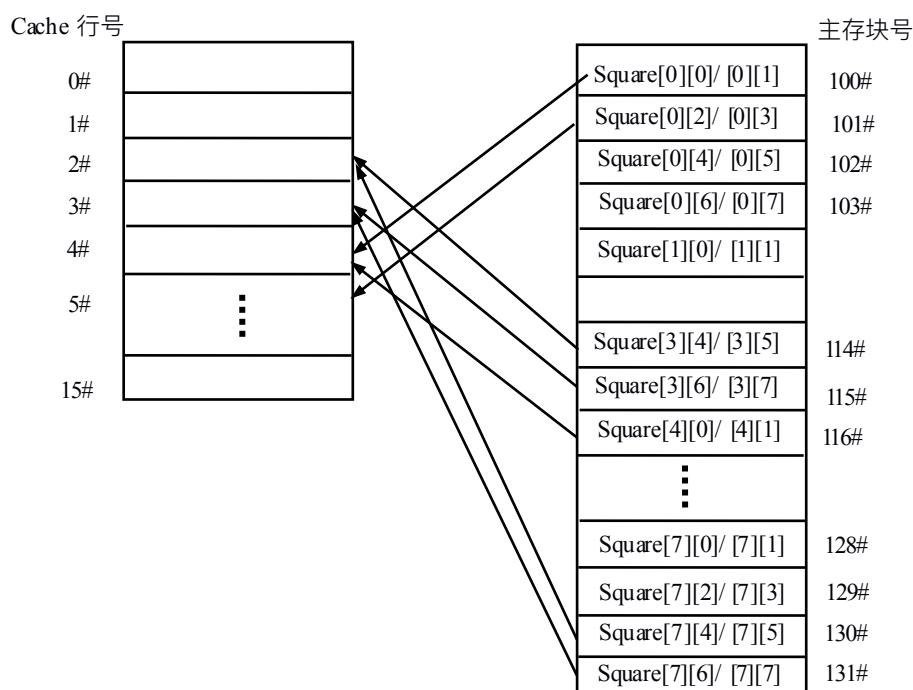 Cache 行号
0#
1#
2#
3#
4#
5#
15#
主存块号
Square[0][0]/ [0][1] 100#
Square[0][2]/ [0][3] 101#
Square[0][4]/ [0][5] 102#
Square[0][6]/ [0][7] 103#
Square[1][0]/ [1][1]
Square[3][4]/ [3][5] 114#
Square[3][6]/ [3][7] 115#
Square[4][0]/ [4][1] 116#
Square[7][0]/ [7][1] 128#
Square[7][2]/ [7][3] 129#
Square[7][4]/ [7][5] 130#
Square[7][6]/ [7][7] 131#